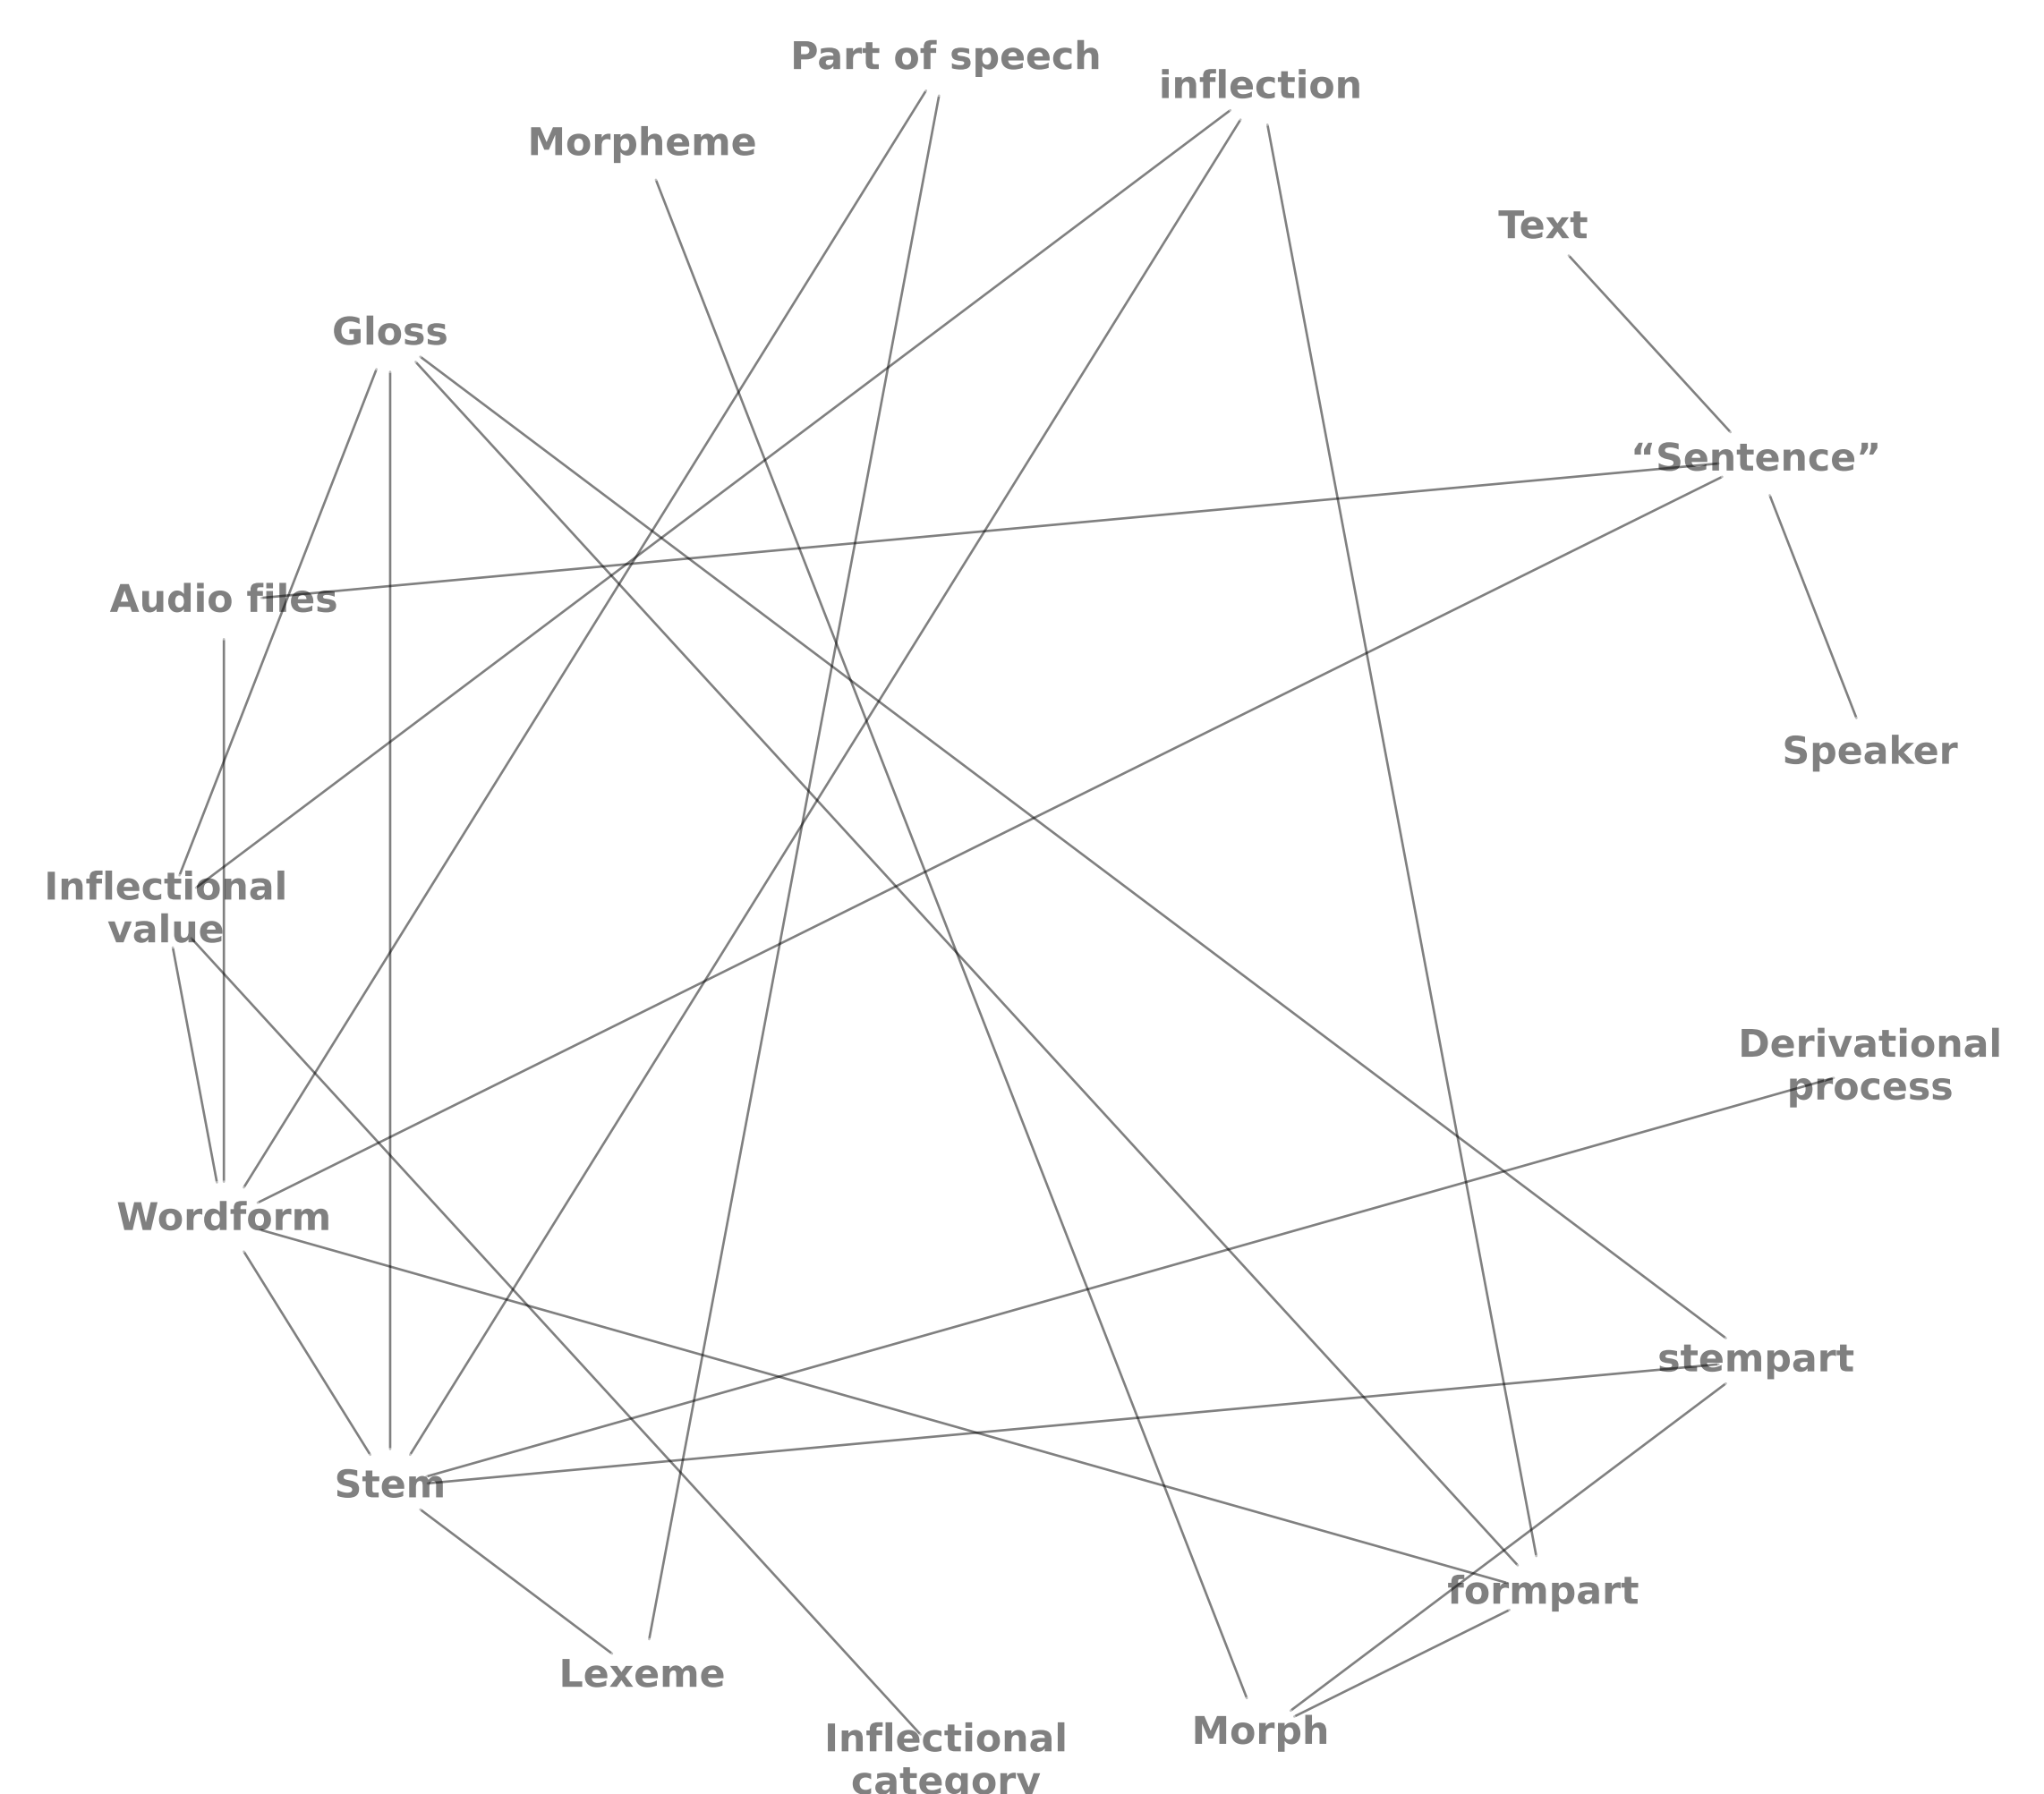 Part of speech
inflection
Morpheme
Text
Gloss
“Sentence”
Audio files
Speaker
Inflectional
value
Derivational
process
Wordform
stempart
Stem
formpart
Lexeme
Morph
Inflectional
category